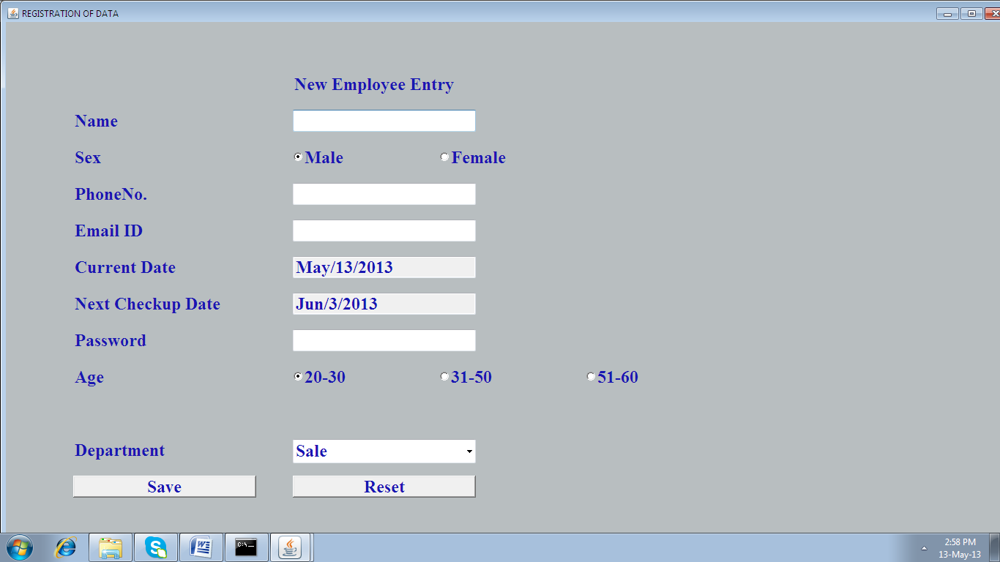 REGISTRATION OF DATA
New Employee Entry
Name
Sex Male Female
PhoneNo.
Email ID
Current Date May/13/2013
Next Checkup Date Jun/3/2013
Password
Age 20-30 31-50 51-60
Department Sale
Save Reset
C:\_
2:58 PM
13-May-13